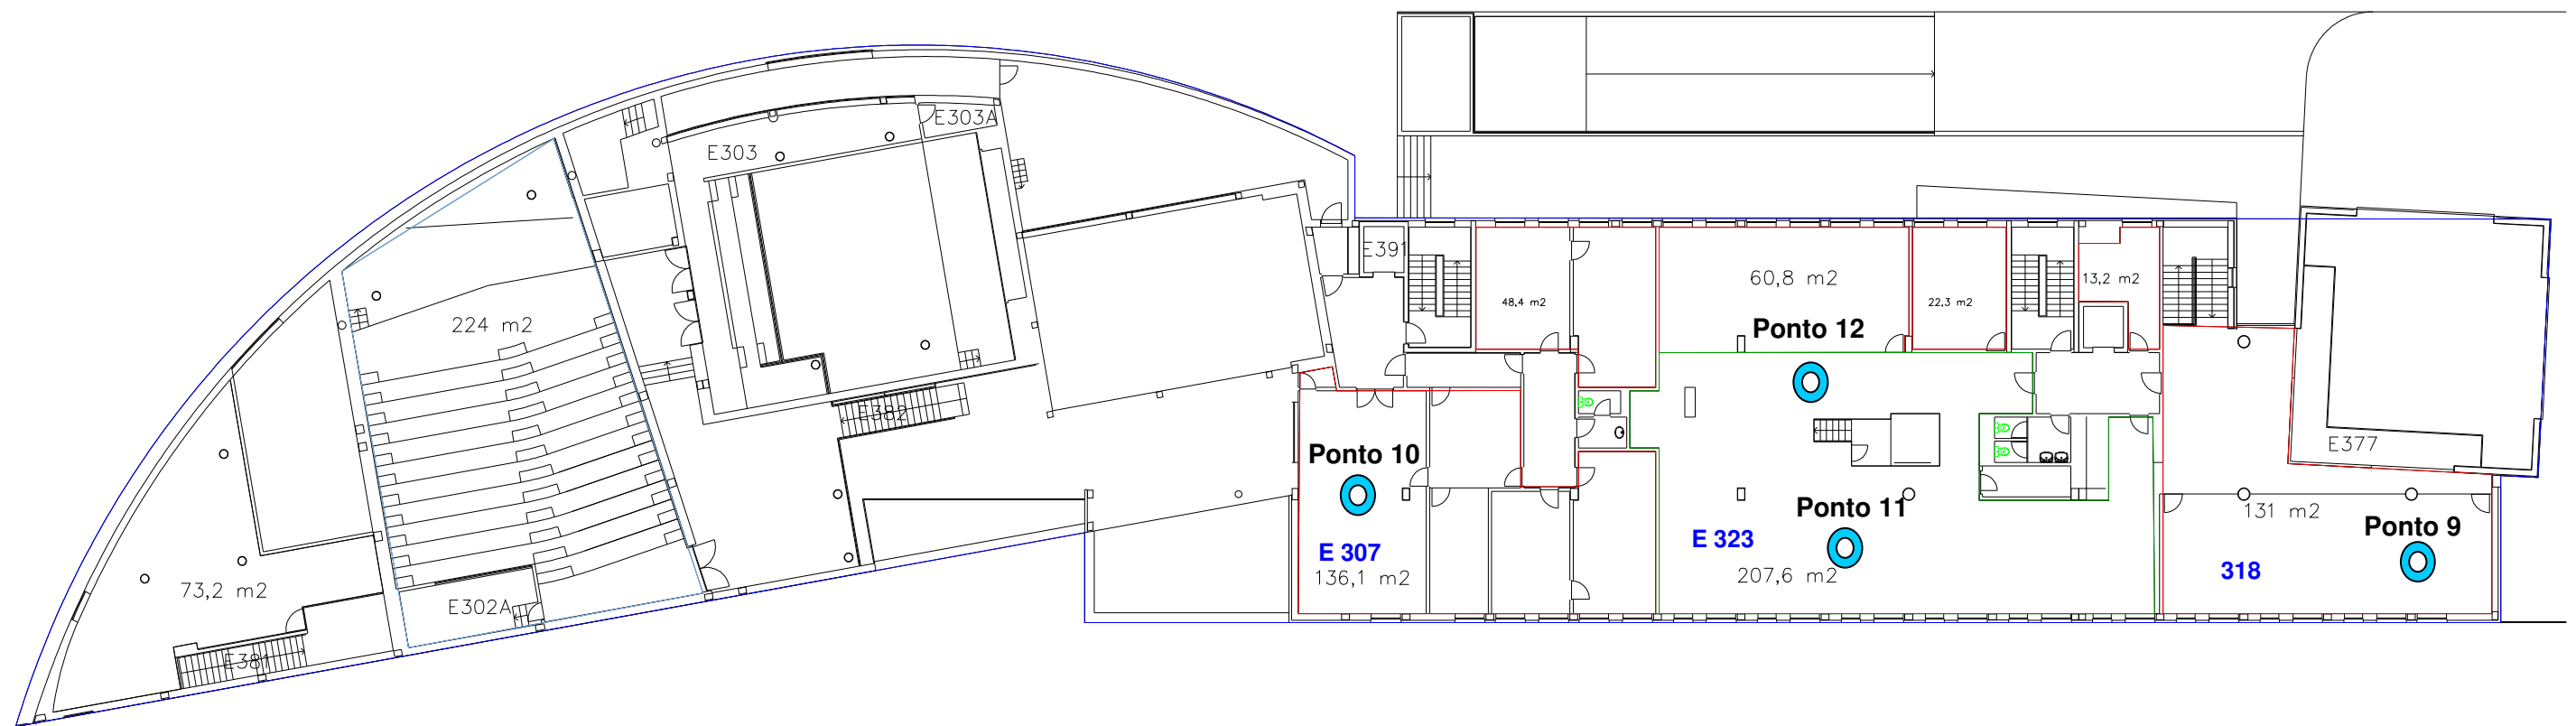 E303A
E303
E391
60,8 m2
13,2 m2
48,4 m2
22,3 m2
224 m2
Ponto 12
E382
E377
Ponto 10
Ponto 11
131 m2
Ponto 9
E 307
E 323
318
136,1 m2
207,6 m2
73,2 m2
E302A
E381